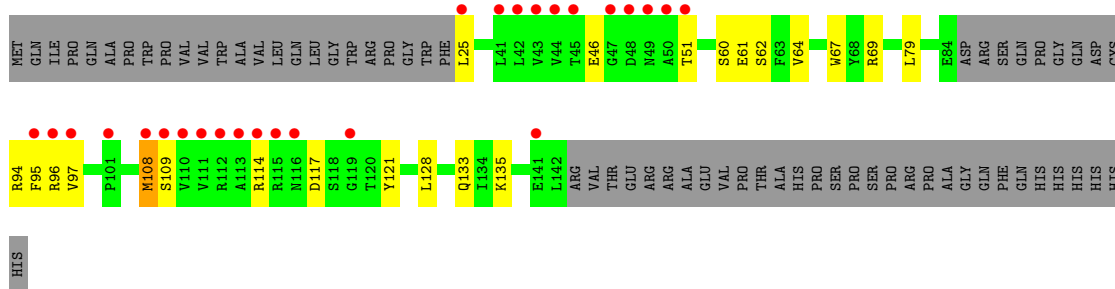 MET GLN ILE PRO GLN ALA PRO TRP PRO VAL VAL TRP ALA VAL LEU GLN LEU GLY TRP ARG PRO GLY TRP PHE L25 L41 L42 V43 V44 T45 E46 G47 D48 N49 A50 T51 S60 E61 S62 F63 V64 W67 Y68 R69 L79 E84 ASP ARG SER GLN PRO GLY GLN ASP CYS
R94 F95 R96 V97 P101 M108 S109 V110 V111 R112 A113 R114 R115 N116 D117 S118 G119 T120 Y121 L128 Q133 I134 K135 E141 L142 ARG VAL THR GLU ARG ARG ALA GLU VAL PRO THR ALA HIS PRO SER PRO SER PRO ARG PRO ALA GLY GLN PHE GLN HIS HIS HIS HIS HIS
HIS